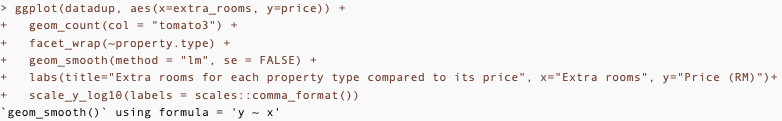 > ggplot(datadup, aes(x=extra_rooms, y=price)) +
+   geom_count(col = "tomato3") +
+   facet_wrap(~property.type) +
+   geom_smooth(method = "lm", se = FALSE) +
+   labs(title="Extra rooms for each property type compared to its price", x="Extra rooms", y="Price (RM)")+
+   scale_y_log10(labels = scales::comma_format())
`geom_smooth()` using formula = 'y ~ x'